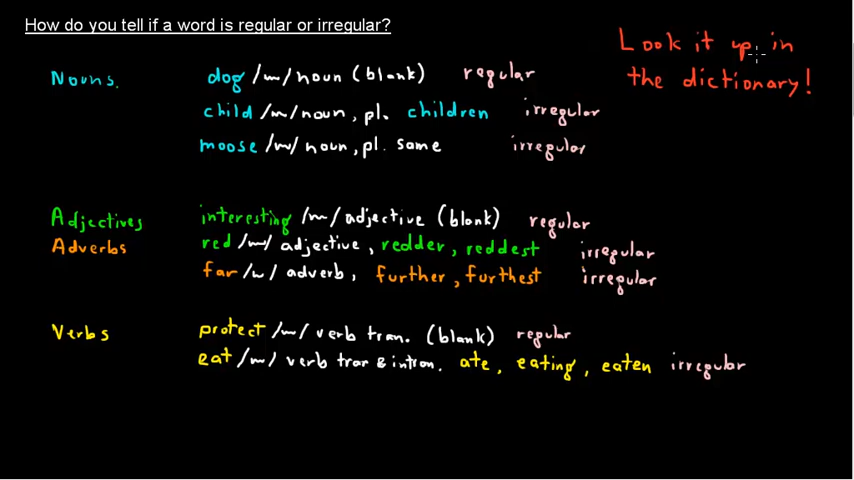 How do you tell if a word is regular or irregular?
Look it up in
the dictionary!
Nouns. dog /m/ noun (blank) regular
child /m/ noun, pl. children irregular
moose /m/ noun, pl. same irregular
Adjectives interesting /m/ adjective (blank) regular
Adverbs red /m/ adjective, redder, reddest irregular
far /w/ adverb, further, furthest irregular
Verbs protect /m/ verb tran. (blank) regular
eat /m/ verb tran & intran. ate, eating, eaten irregular